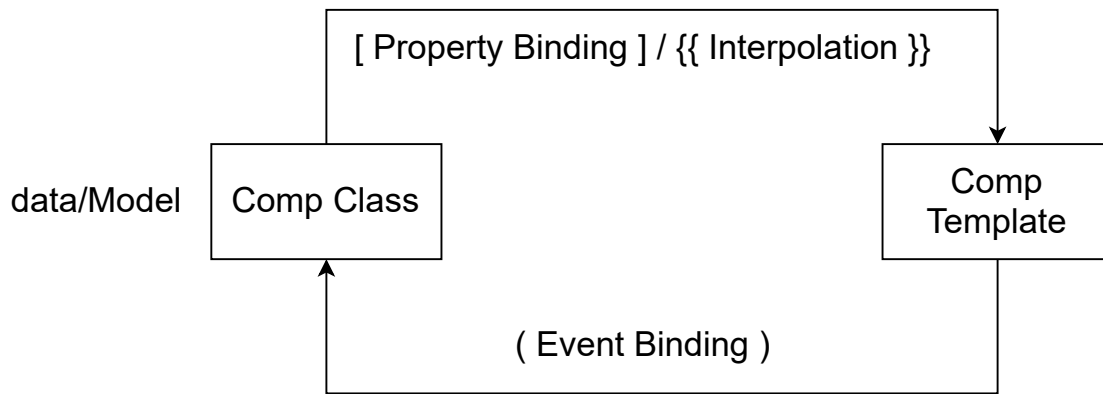 [ Property Binding ] / {{ Interpolation }}
data/Model
Comp Class
Comp
Template
( Event Binding )